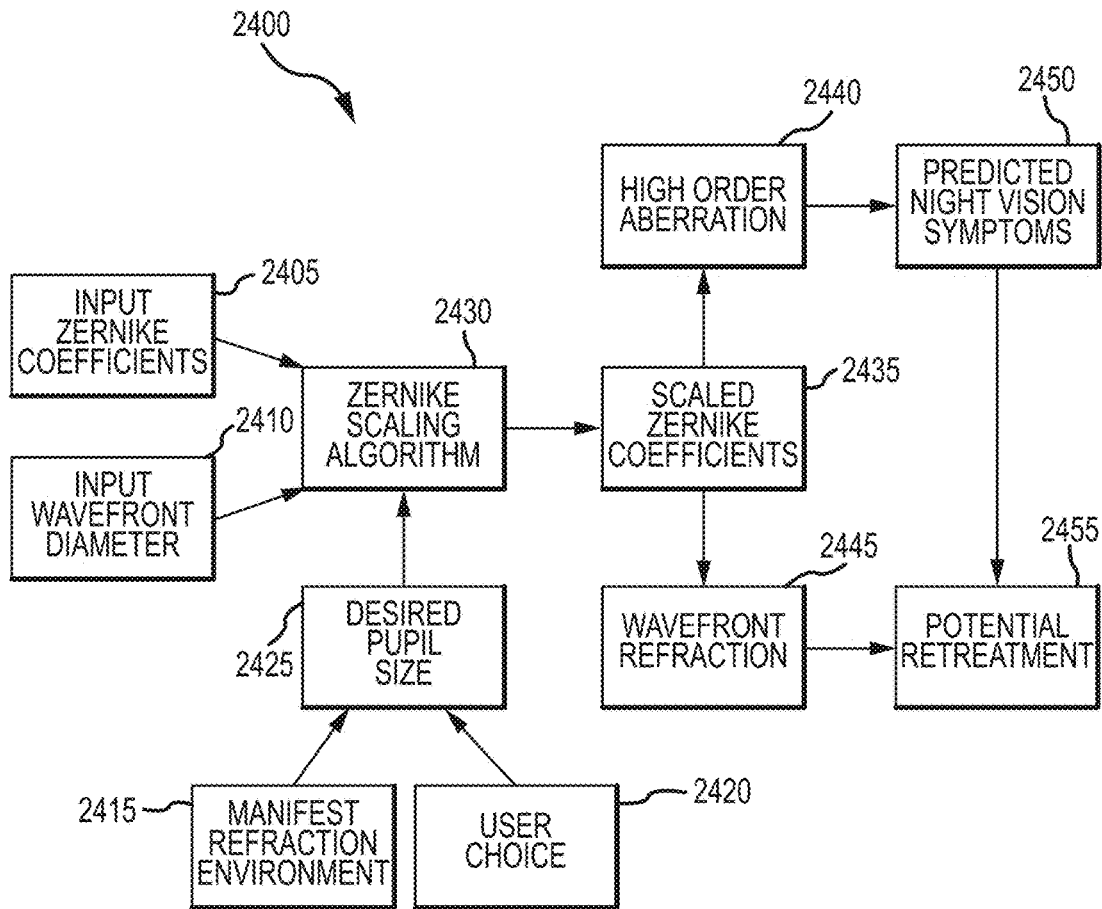 2400
2440
2450
HIGH ORDER
ABERRATION
PREDICTED
NIGHT VISION
SYMPTOMS
2405
INPUT
ZERNIKE
COEFFICIENTS
2430
ZERNIKE
SCALING
ALGORITHM
2435
SCALED
ZERNIKE
COEFFICIENTS
2410
INPUT
WAVEFRONT
DIAMETER
2425
DESIRED
PUPIL
SIZE
2445
WAVEFRONT
REFRACTION
2455
POTENTIAL
RETREATMENT
2415
MANIFEST
REFRACTION
ENVIRONMENT
2420
USER
CHOICE